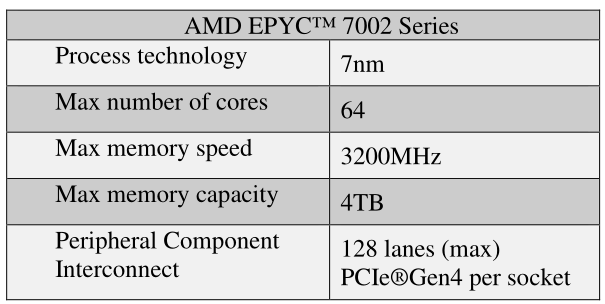 AMD EPYC™ 7002 Series
Process technology
7nm
Max number of cores
64
Max memory speed
3200MHz
Max memory capacity
4TB
Peripheral Component
Interconnect
128 lanes (max)
PCIe®Gen4 per socket